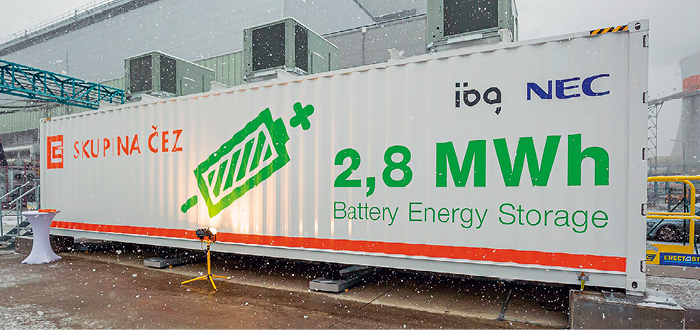 SKUPINA ČEZ
ibg NEC
2,8 MWh
Battery Energy Storage